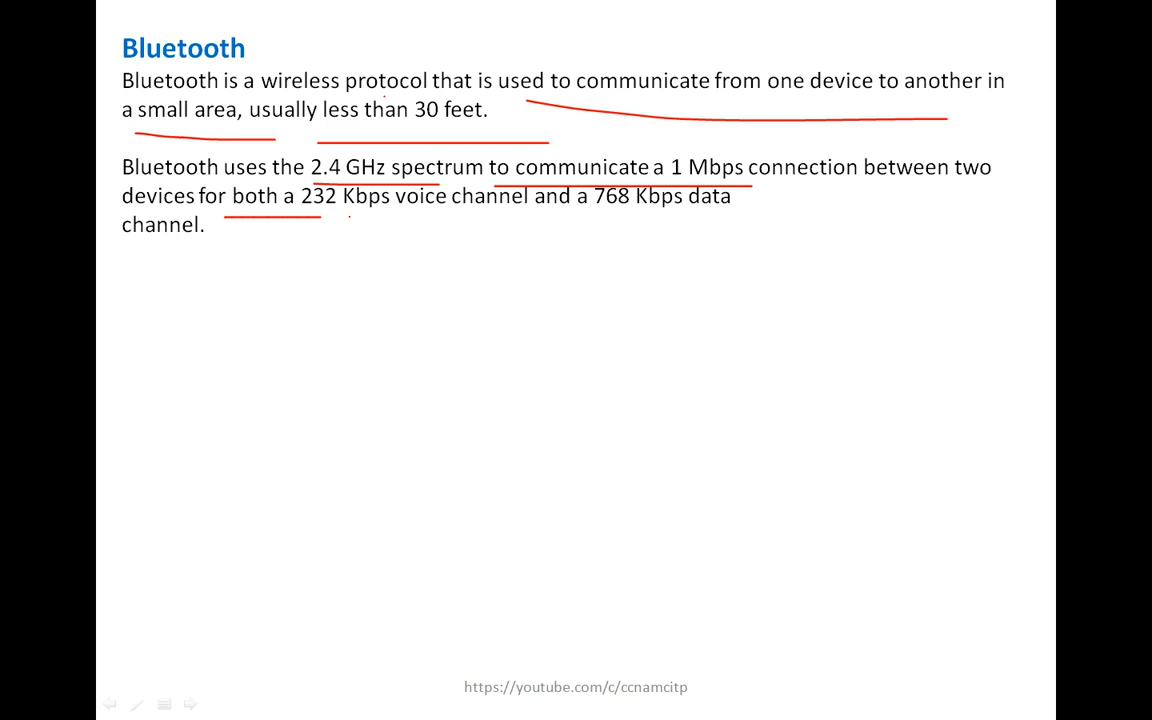 Bluetooth
Bluetooth is a wireless protocol that is used to communicate from one device to another in
a small area, usually less than 30 feet.
Bluetooth uses the 2.4 GHz spectrum to communicate a 1 Mbps connection between two
devices for both a 232 Kbps voice channel and a 768 Kbps data
channel.
https://youtube.com/c/ccnamcitp